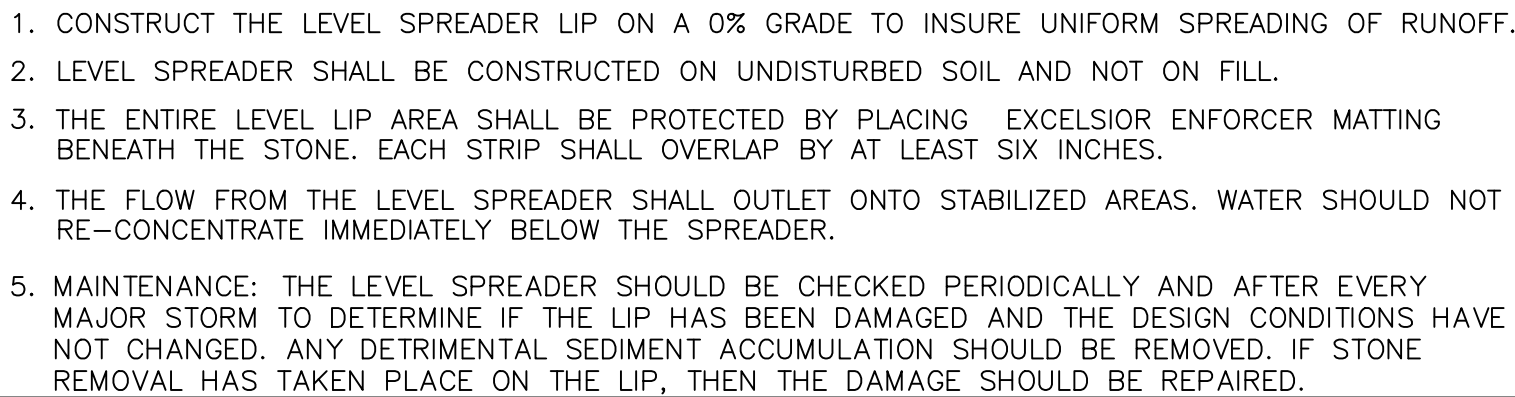 1. CONSTRUCT THE LEVEL SPREADER LIP ON A 0% GRADE TO INSURE UNIFORM SPREADING OF RUNOFF.
2. LEVEL SPREADER SHALL BE CONSTRUCTED ON UNDISTURBED SOIL AND NOT ON FILL.
3. THE ENTIRE LEVEL LIP AREA SHALL BE PROTECTED BY PLACING EXCELSIOR ENFORCER MATTING
BENEATH THE STONE. EACH STRIP SHALL OVERLAP BY AT LEAST SIX INCHES.
4. THE FLOW FROM THE LEVEL SPREADER SHALL OUTLET ONTO STABILIZED AREAS. WATER SHOULD NOT
RE-CONCENTRATE IMMEDIATELY BELOW THE SPREADER.
5. MAINTENANCE: THE LEVEL SPREADER SHOULD BE CHECKED PERIODICALLY AND AFTER EVERY
MAJOR STORM TO DETERMINE IF THE LIP HAS BEEN DAMAGED AND THE DESIGN CONDITIONS HAVE
NOT CHANGED. ANY DETRIMENTAL SEDIMENT ACCUMULATION SHOULD BE REMOVED. IF STONE
REMOVAL HAS TAKEN PLACE ON THE LIP, THEN THE DAMAGE SHOULD BE REPAIRED.